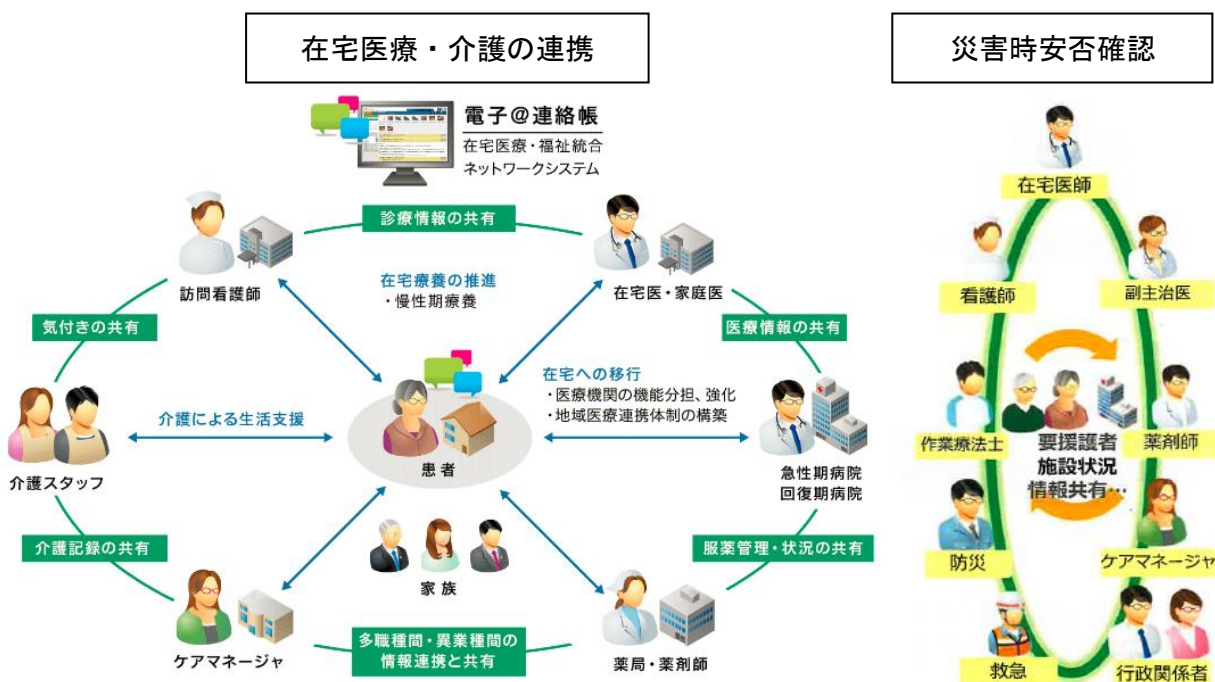 在宅医療・介護の連携
災害時安否確認
電子@連絡帳
在宅医療・福祉統合
ネットワークシステム
診療情報の共有
訪問看護師
在宅療養の推進
・慢性期療養
在宅医・家庭医
気付きの共有
医療情報の共有
在宅への移行
・医療機関の機能分担、強化
・地域医療連携体制の構築
介護による生活支援
介護スタッフ
患者
急性期病院
回復期病院
介護記録の共有
服薬管理・状況の共有
家族
ケアマネージャ
多職種間・異業種間の
情報連携と共有
薬局・薬剤師
在宅医師
看護師
副主治医
作業療法士
要援護者
施設状況
情報共有…
薬剤師
防災
ケアマネージャ
救急
行政関係者